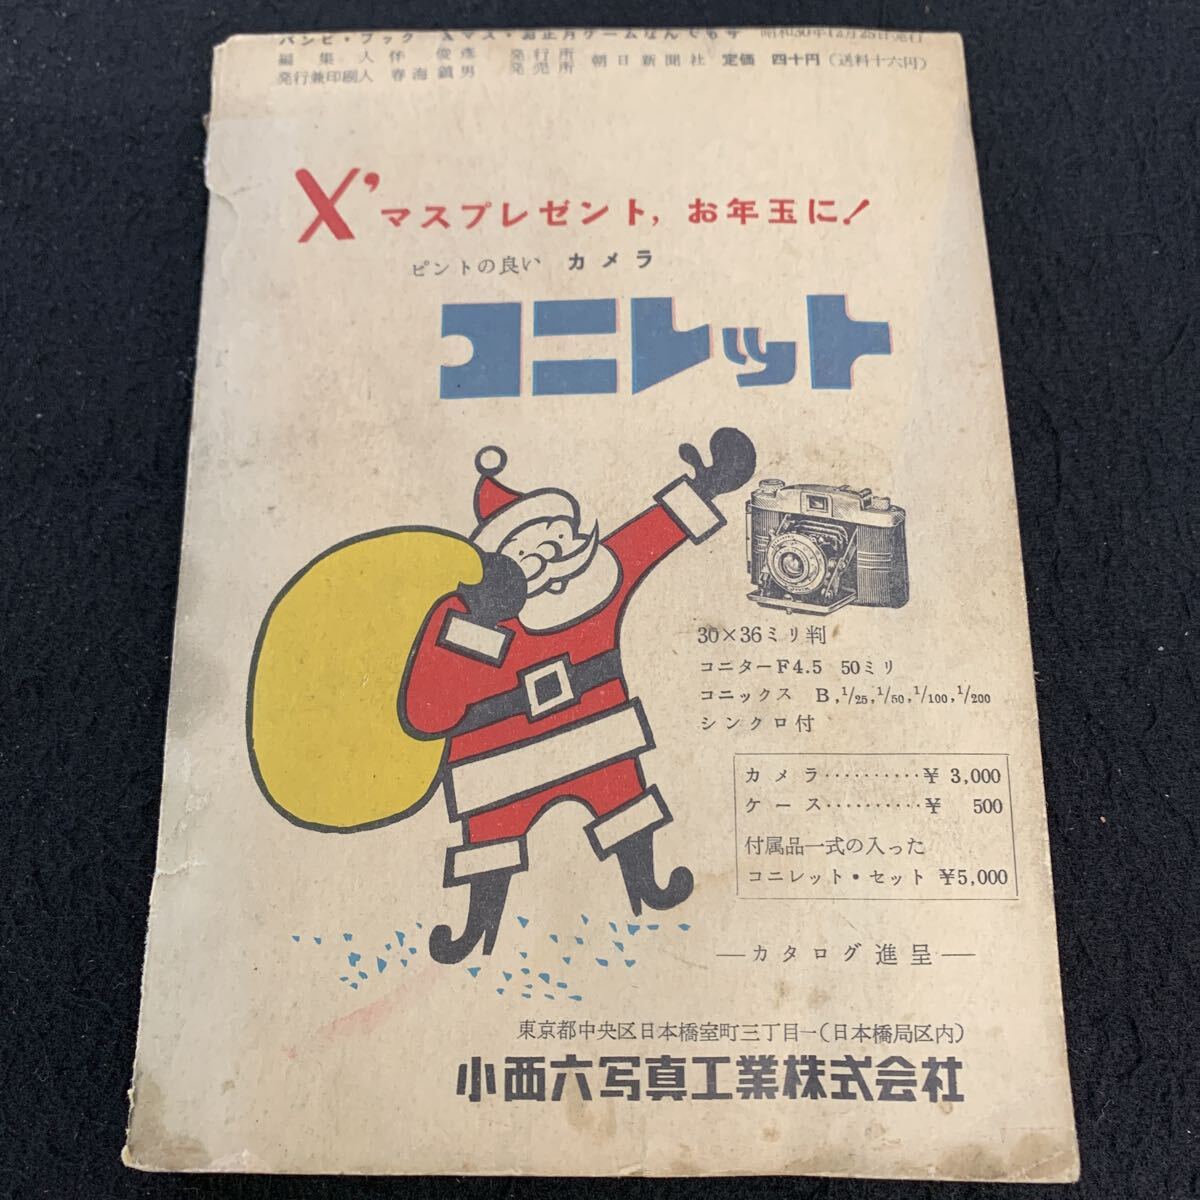 バンビ・ブック Xマス・お正月ゲームなんでも号 昭和30年12月25日発行
編集人 伴 俊彦 発行所 朝日新聞社 定価 四十円(送料十六円)
発行兼印刷人 春海鎮男 発売所
X'マスプレゼント, お年玉に!
ピントの良い カメラ
コニレット
30×36ミリ判
コニターF4.5 50ミリ
コニックス B,1/25,1/50,1/100,1/200
シンクロ付
カメラ··········¥ 3,000
ケース··········¥ 500
付属品一式の入った
コニレット・セット ¥5,000
―カタログ進呈―
東京都中央区日本橋室町三丁目一(日本橋局区内)
小西六写真工業株式会社